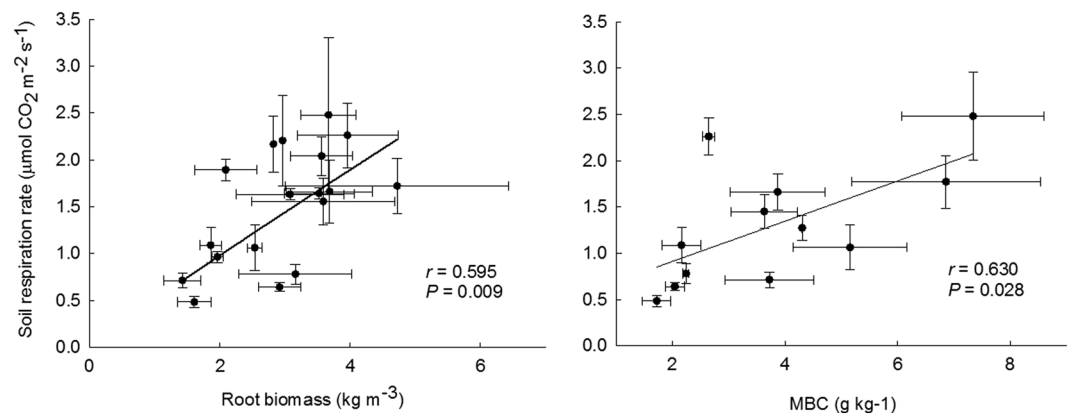 3.5
3.0
2.5
2.0
1.5
1.0
0.5
0.0
Soil respiration rate (μmol CO₂ m⁻² s⁻¹)
0 2 4 6
Root biomass (kg m⁻³)
r = 0.595
P = 0.009
3.5
3.0
2.5
2.0
1.5
1.0
0.5
0.0
2 4 6 8
MBC (g kg-1)
r = 0.630
P = 0.028